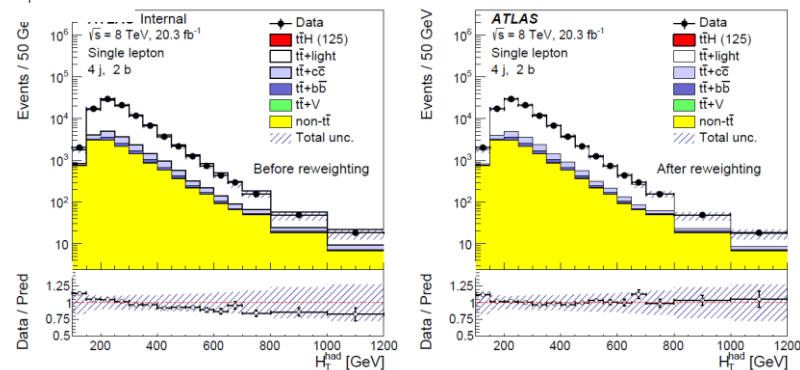 ATLAS Internal
√s = 8 TeV, 20.3 fb⁻¹
Single lepton
4 j, 2 b
Data
tt̄H (125)
tt̄+light
tt̄+cc̄
tt̄+bb̄
tt̄+V
non-tt̄
Total unc.
Before reweighting
Events / 50 Ge
10⁶
10⁵
10⁴
10³
10²
10
Data / Pred
1.25
1
0.75
0.5
200 400 600 800 1000 1200
H_T^had [GeV]
ATLAS
√s = 8 TeV, 20.3 fb⁻¹
Single lepton
4 j, 2 b
Data
tt̄H (125)
tt̄+light
tt̄+cc̄
tt̄+bb̄
tt̄+V
non-tt̄
Total unc.
After reweighting
Events / 50 GeV
10⁶
10⁵
10⁴
10³
10²
10
Data / Pred
1.25
1
0.75
0.5
200 400 600 800 1000 1200
H_T^had [GeV]